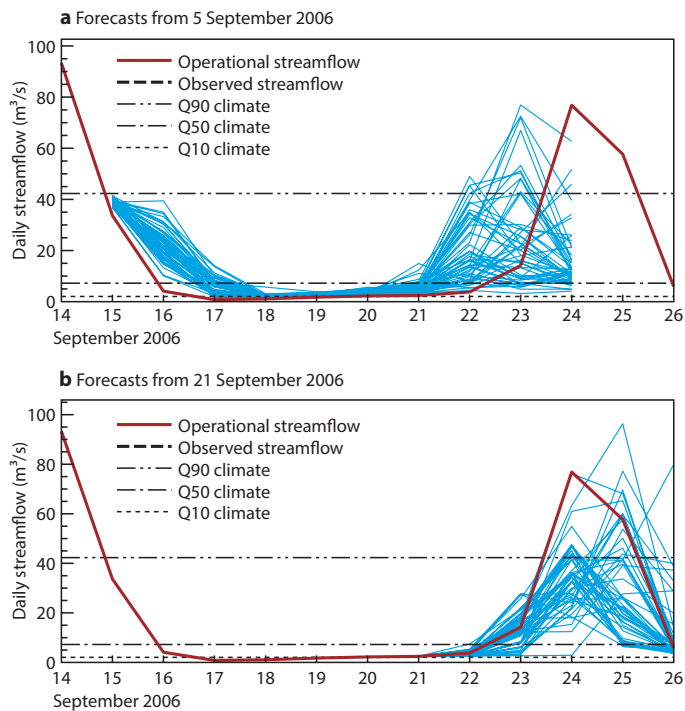 a Forecasts from 5 September 2006
100
80
60
40
20
0
Daily streamflow (m³/s)
Operational streamflow
Observed streamflow
Q90 climate
Q50 climate
Q10 climate
14 15 16 17 18 19 20 21 22 23 24 25 26
September 2006
b Forecasts from 21 September 2006
100
80
60
40
20
0
Daily streamflow (m³/s)
Operational streamflow
Observed streamflow
Q90 climate
Q50 climate
Q10 climate
14 15 16 17 18 19 20 21 22 23 24 25 26
September 2006